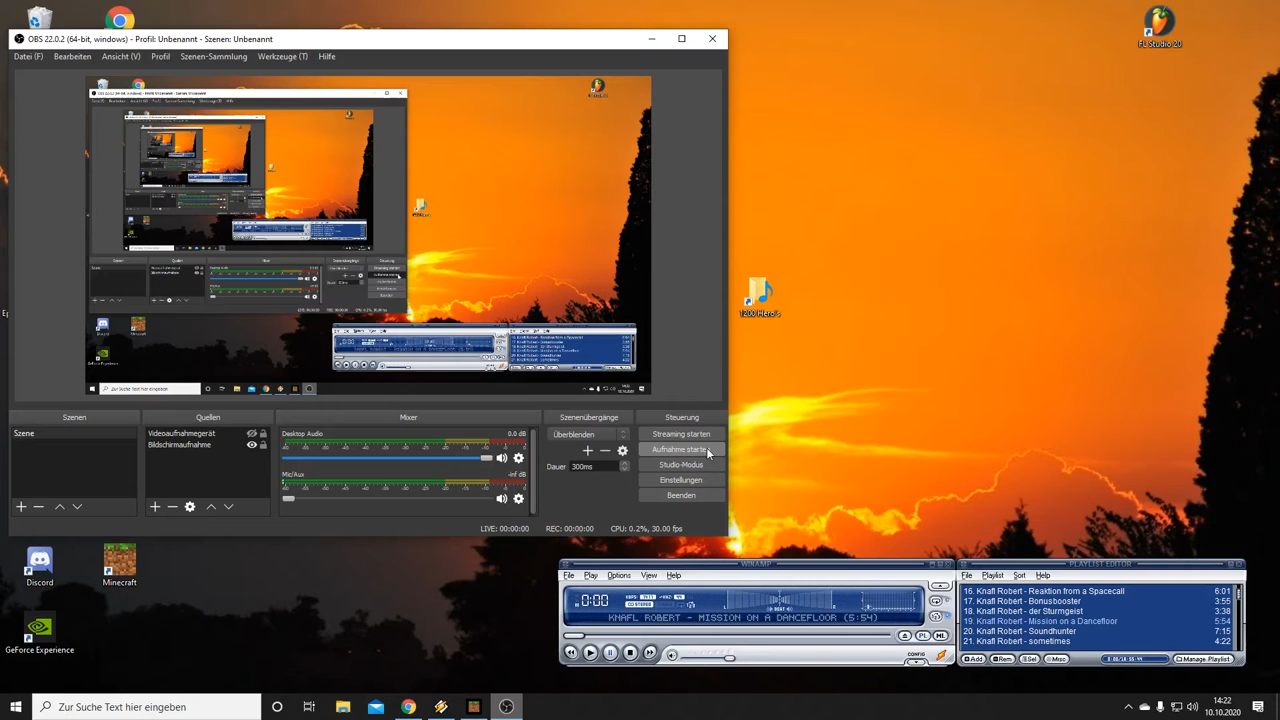 OBS 22.0.2 (64-bit, windows) - Profil: Unbenannt - Szenen: Unbenannt
Datei (F) Bearbeiten Ansicht (V) Profil Szenen-Sammlung Werkzeuge (T) Hilfe
FL Studio 20
1200 Hero's
Szenen Quellen Mixer Szenenübergänge Steuerung
Szene
Videoaufnahmegerät
Bildschirmaufnahme
Desktop Audio 0.0 dB
Mic/Aux -inf dB
Überblenden
Dauer 300ms
Streaming starten
Aufnahme starten
Studio-Modus
Einstellungen
Beenden
LIVE: 00:00:00 REC: 00:00:00 CPU: 0.2%, 30.00 fps
Discord
Minecraft
GeForce Experience
WINAMP
File Play Options View Help
0:00
CD STEREO
BEAT
KNAFL ROBERT - MISSION ON A DANCEFLOOR (5:54)
PL ML
CONFIG
PLAYLIST EDITOR
File Playlist Sort Help
16. Knafl Robert - Reaktion from a Spacecall 6:01
17. Knafl Robert - Bonusbooster 3:55
18. Knafl Robert - der Sturmgeist 3:38
19. Knafl Robert - Mission on a Dancefloor 5:54
20. Knafl Robert - Soundhunter 7:15
21. Knafl Robert - sometimes 4:22
Add Rem Sel Misc Manage Playlist
Zur Suche Text hier eingeben
14:22
10.10.2020